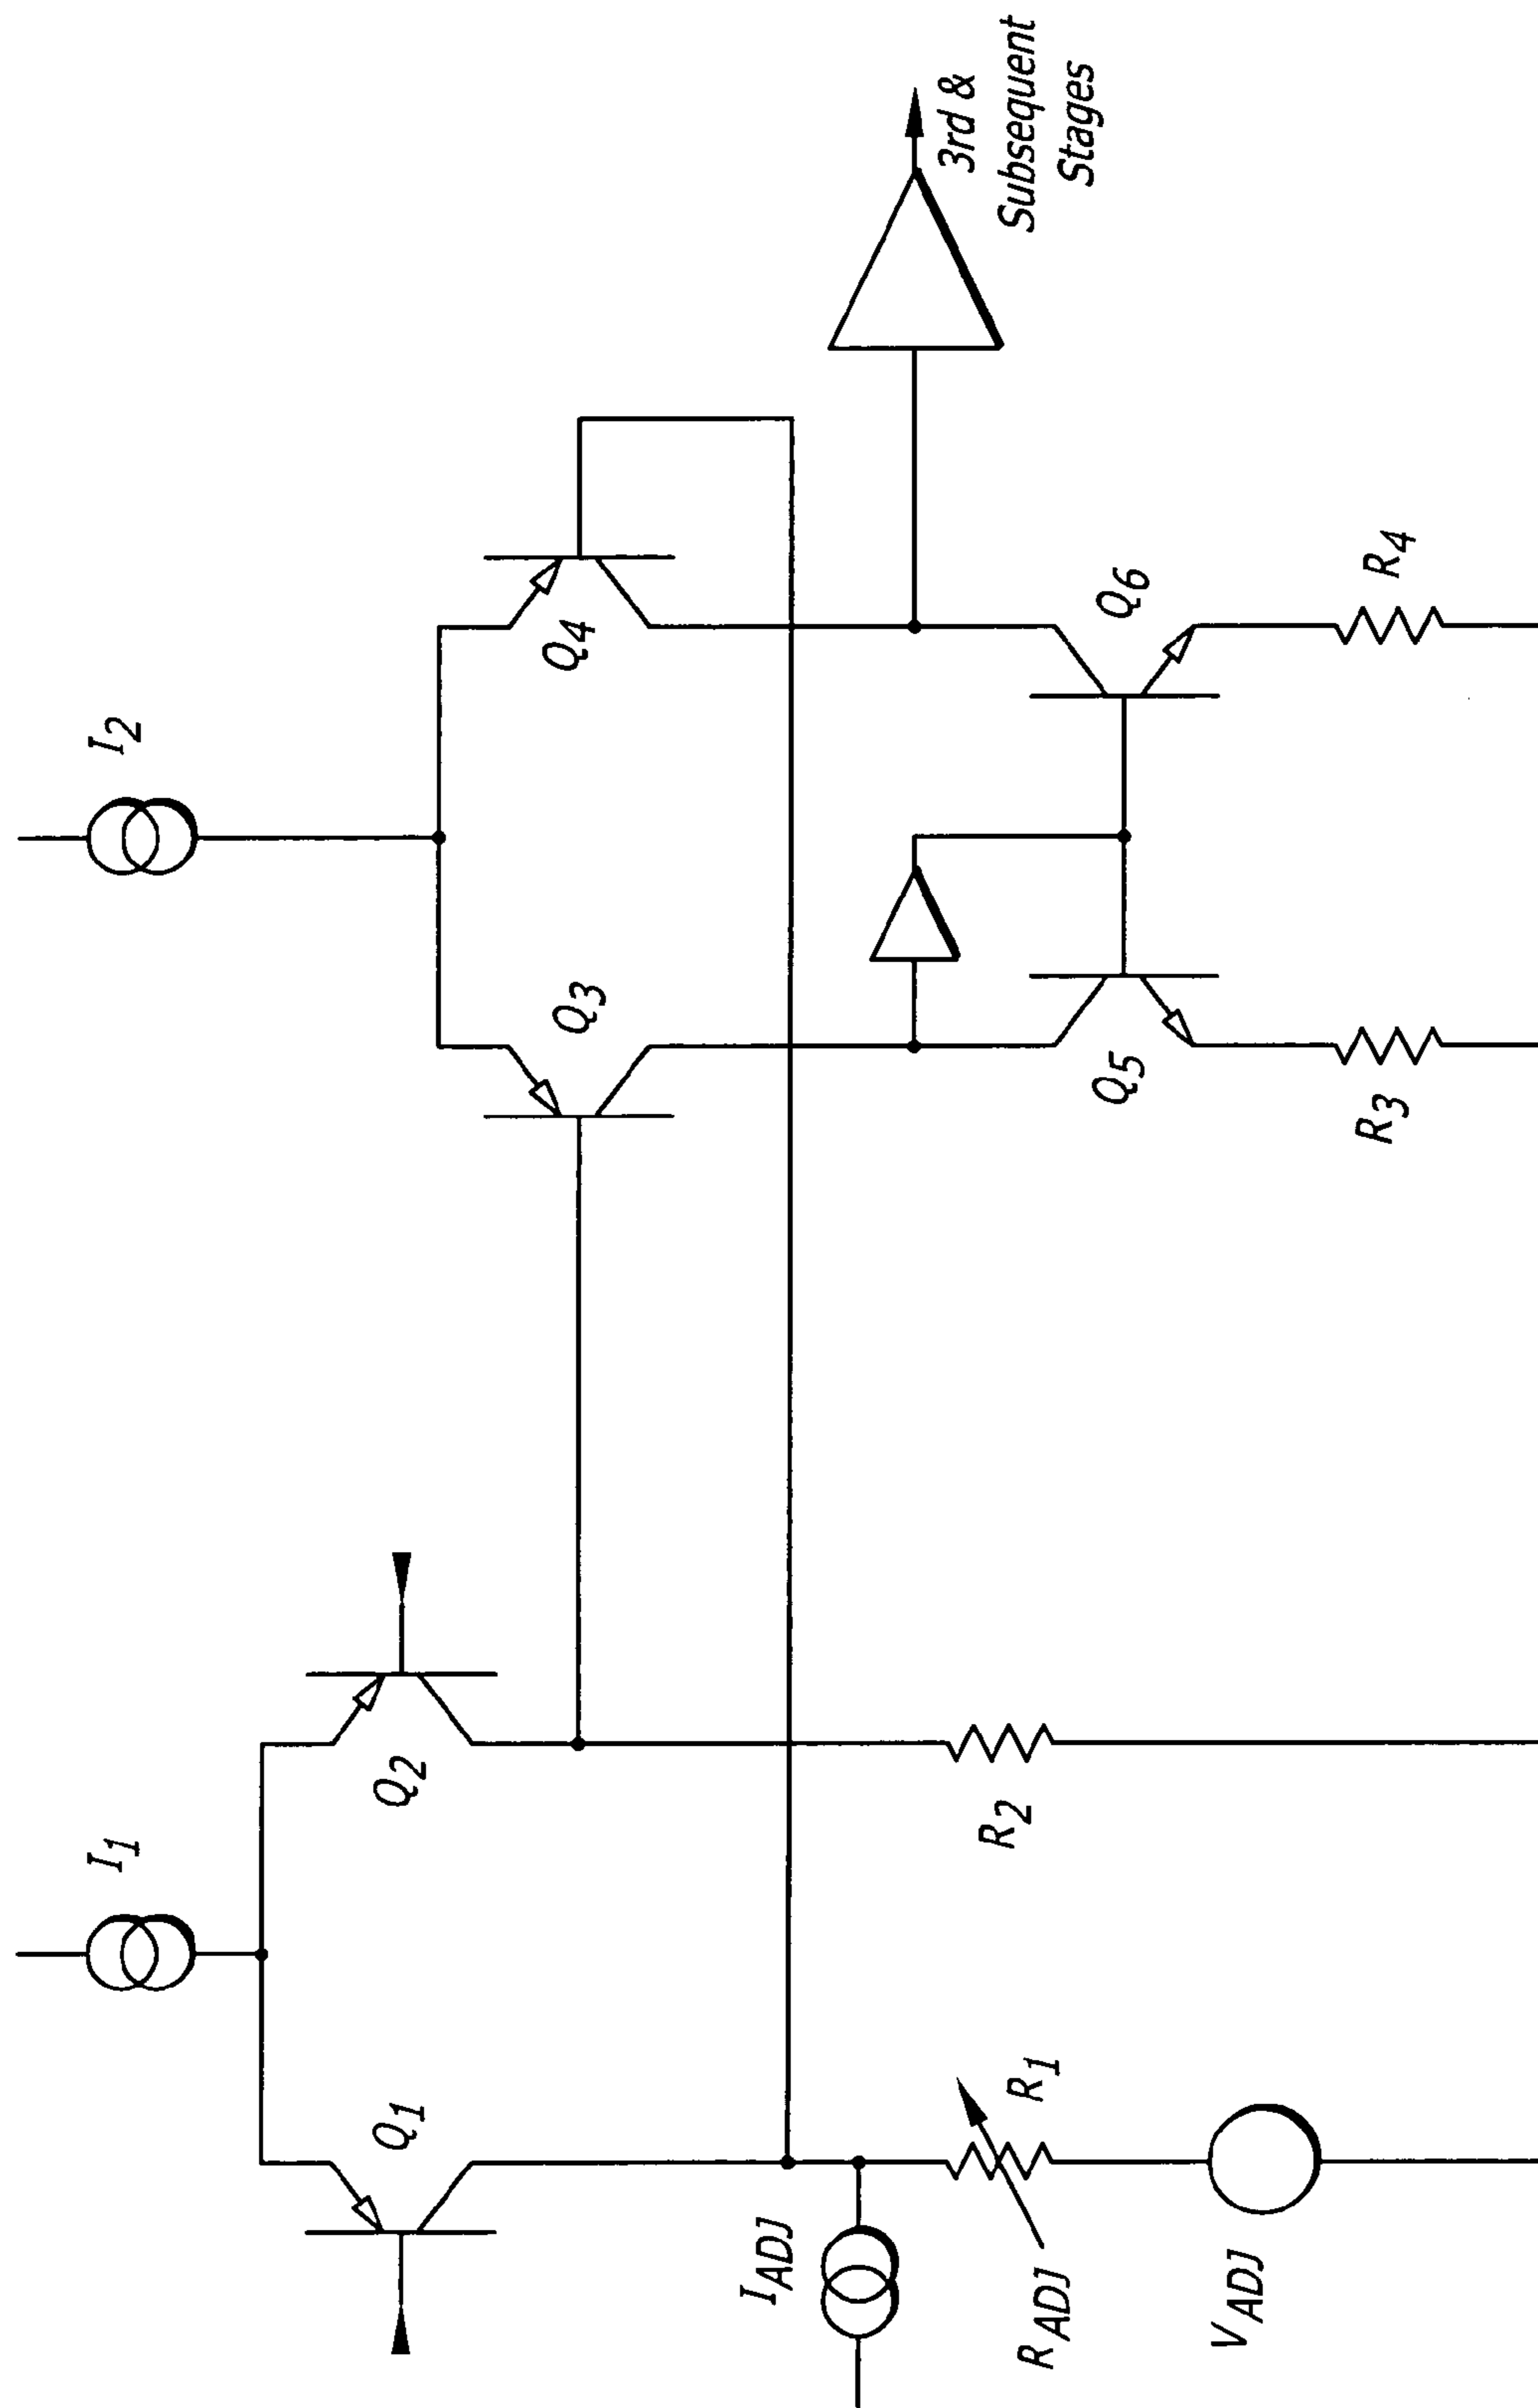 I1
I2
Q1
Q2
Q3
Q4
3rd &
Subsequent
Stages
IADJ
RADJ
R1
R2
VADJ
Q5
Q6
R3
R4